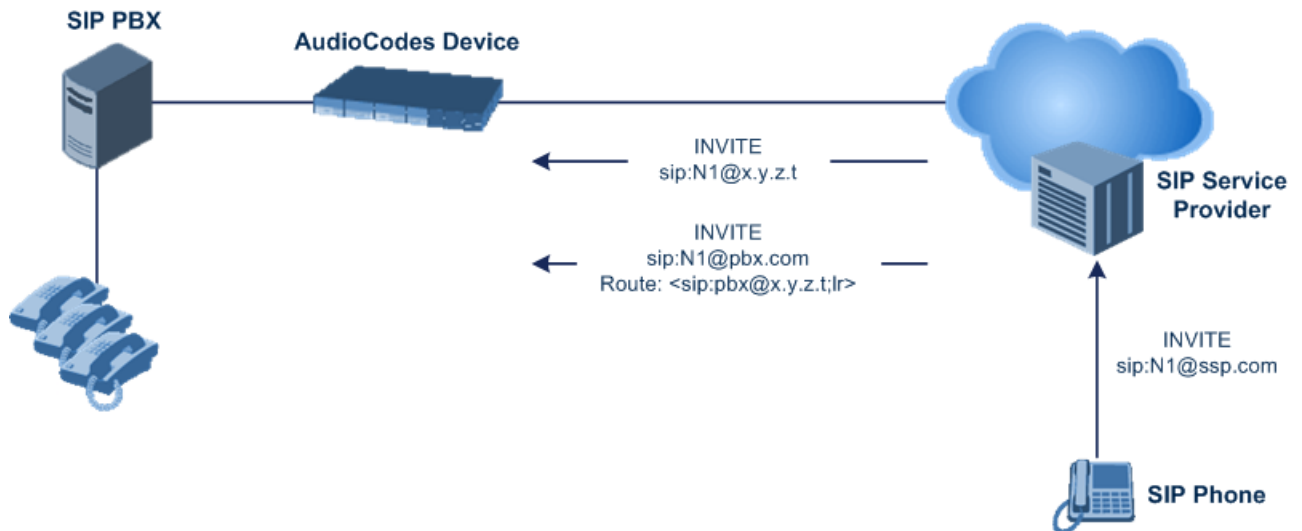 SIP PBX
AudioCodes Device
INVITE
sip:N1@x.y.z.t
SIP Service
Provider
INVITE
sip:N1@pbx.com
Route: <sip:pbx@x.y.z.t;lr>
INVITE
sip:N1@ssp.com
SIP Phone